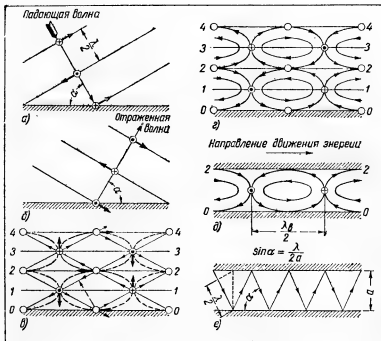 Падающая волна
λ/2
α
а)
Отраженная волна
α
б)
4 4
3 3
2 2
1 1
0 0
в)
4 4
3 3
2 2
1 1
0 0
г)
Направление движения энергии
2 2
0 0
д)
λв/2
sinα = λ/2a
λ/2
α
a
е)